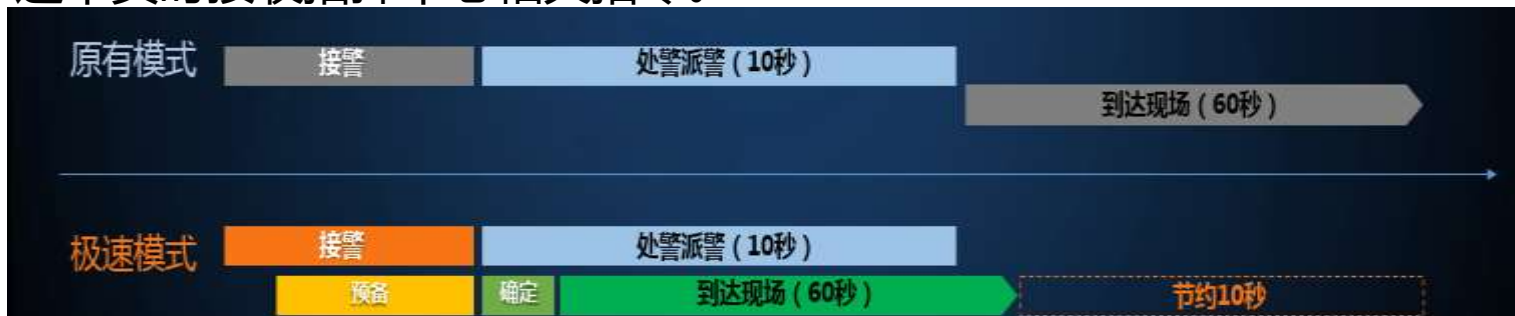 原有模式
接警
处警派警（10秒）
到达现场（60秒）
极速模式
接警
处警派警（10秒）
预备
确定
到达现场（60秒）
节约10秒